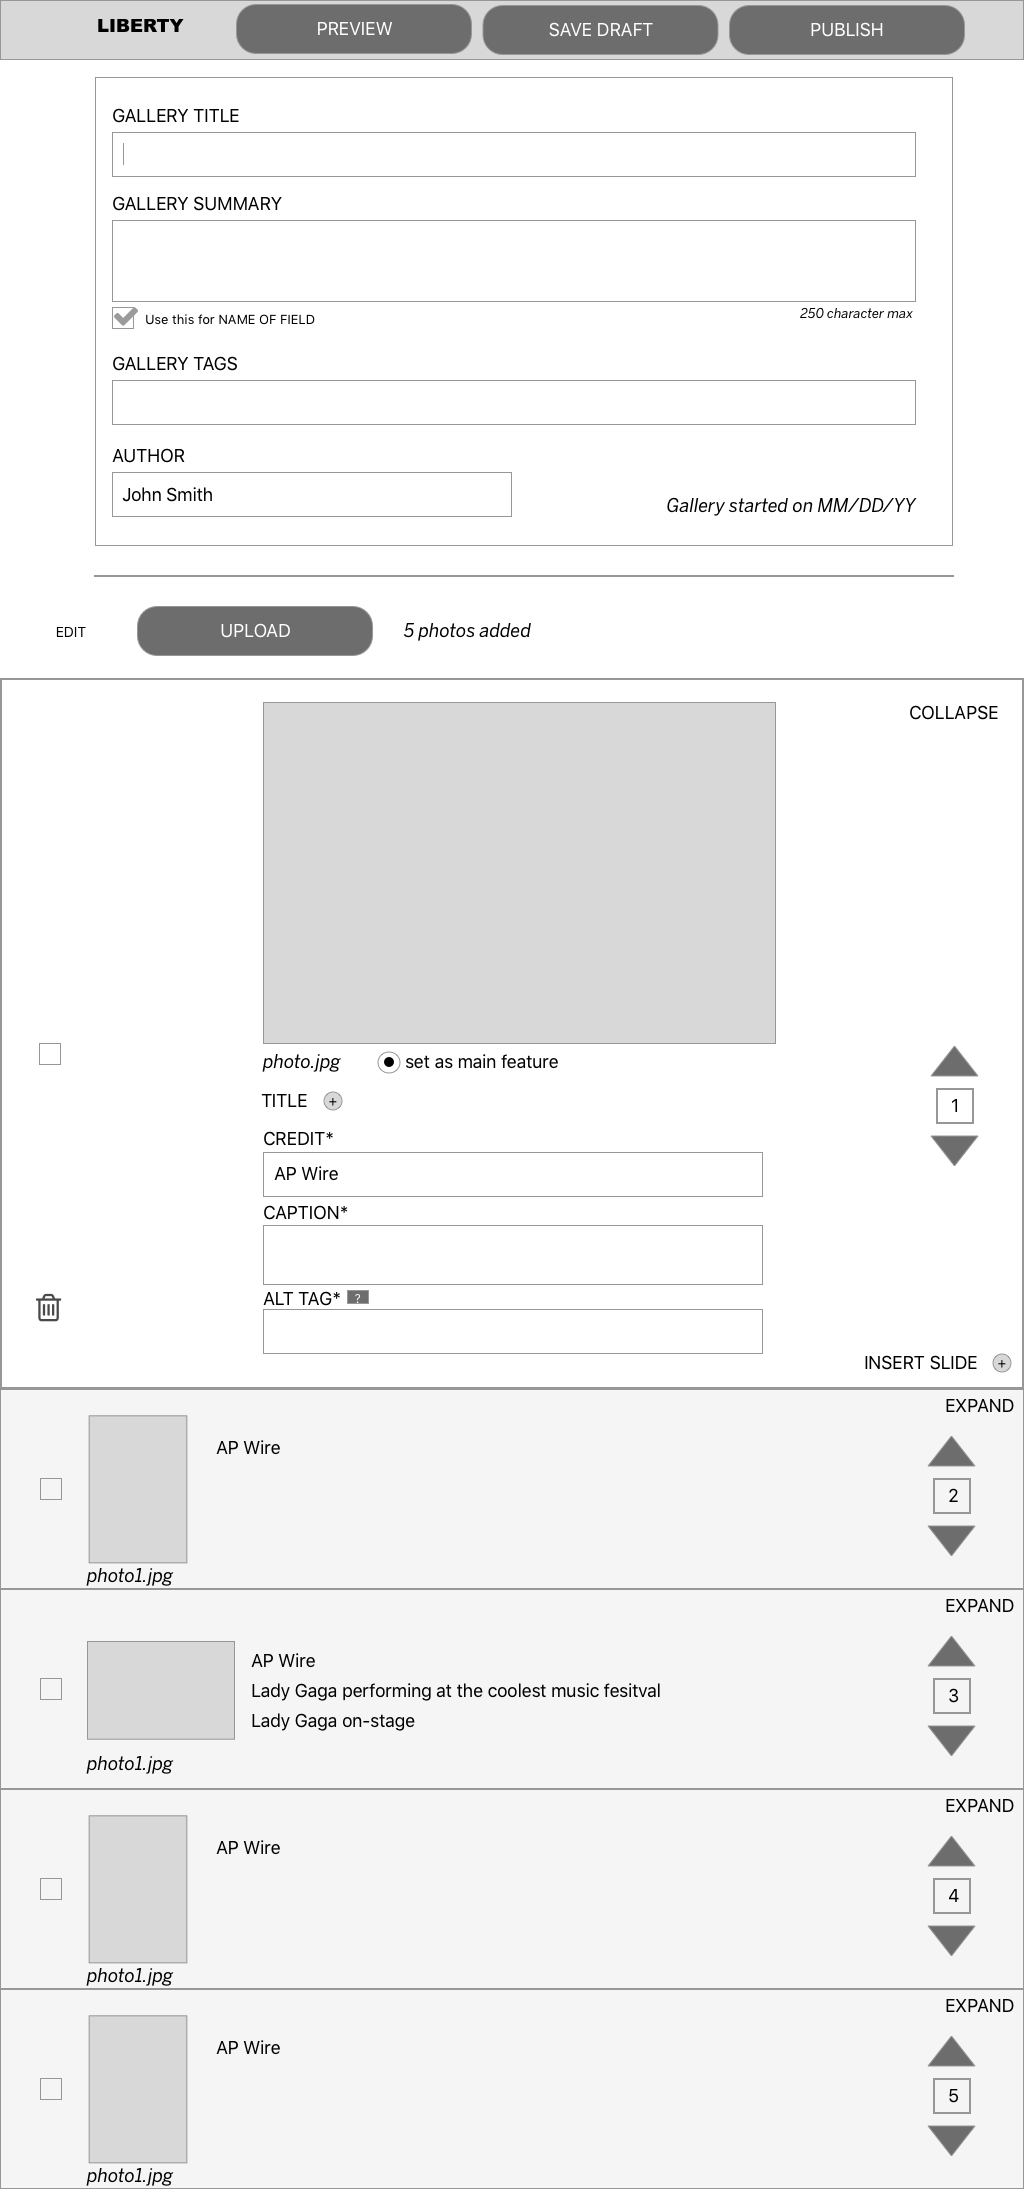 LIBERTY PREVIEW SAVE DRAFT PUBLISH
GALLERY TITLE
GALLERY SUMMARY
Use this for NAME OF FIELD 250 character max
GALLERY TAGS
AUTHOR
John Smith
Gallery started on MM/DD/YY
EDIT UPLOAD 5 photos added
COLLAPSE
photo.jpg set as main feature
TITLE +
1
CREDIT*
AP Wire
CAPTION*
ALT TAG* ?
INSERT SLIDE +
EXPAND
AP Wire
2
photo1.jpg
EXPAND
AP Wire
Lady Gaga performing at the coolest music fesitval
3
Lady Gaga on-stage
photo1.jpg
EXPAND
AP Wire
4
photo1.jpg
EXPAND
AP Wire
5
photo1.jpg